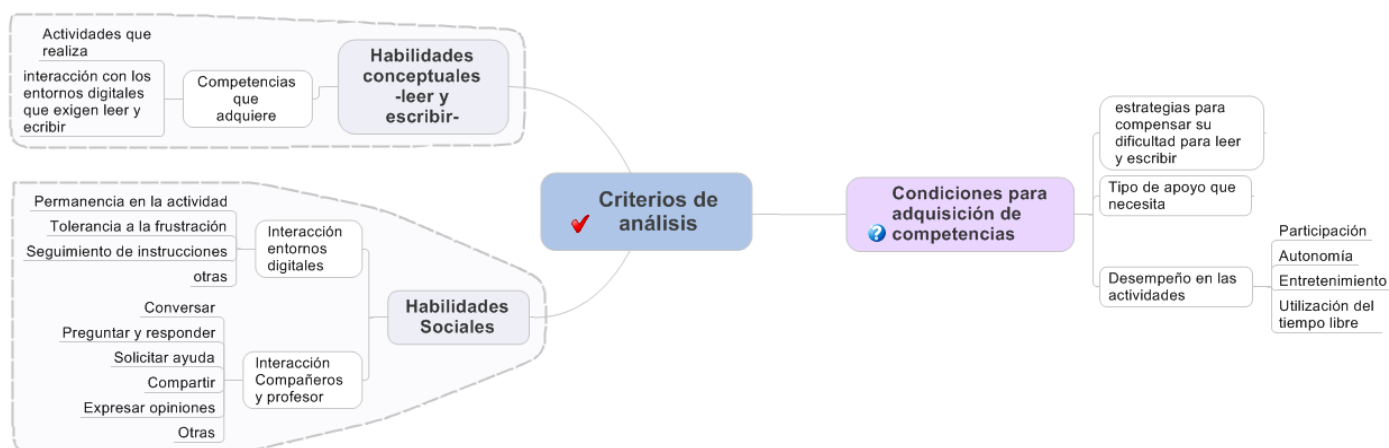 Actividades que
realiza
interacción con los
entornos digitales
que exigen leer y
ecribir
Competencias
que
adquiere
Habilidades
conceptuales
-leer y
escribir-
Permanencia en la actividad
Tolerancia a la frustración
Seguimiento de instrucciones
otras
Interacción
entornos
digitales
Conversar
Preguntar y responder
Solicitar ayuda
Compartir
Expresar opiniones
Otras
Interacción
Compañeros
y profesor
Habilidades
Sociales
Criterios de
análisis
Condiciones para
adquisición de
competencias
estrategias para
compensar su
dificultad para leer
y escribir
Tipo de apoyo que
necesita
Desempeño en las
actividades
Participación
Autonomía
Entretenimiento
Utilización del
tiempo libre